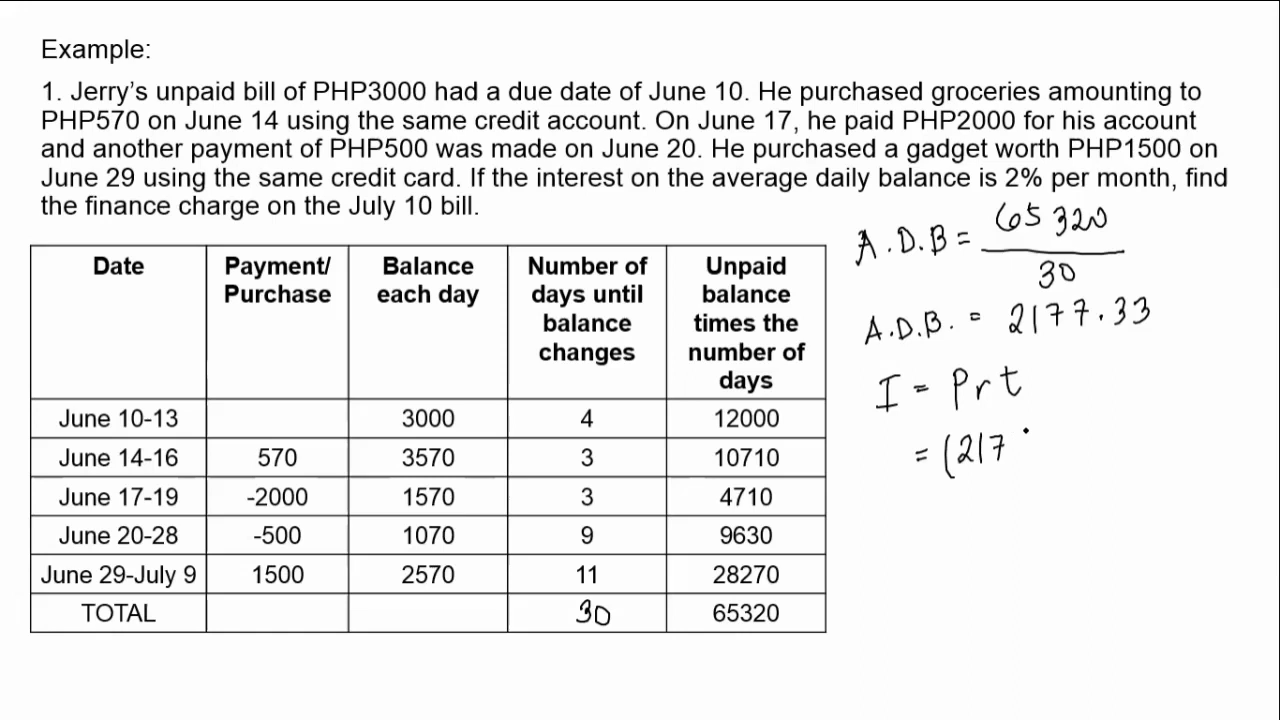 Example:
1. Jerry’s unpaid bill of PHP3000 had a due date of June 10. He purchased groceries amounting to
PHP570 on June 14 using the same credit account. On June 17, he paid PHP2000 for his account
and another payment of PHP500 was made on June 20. He purchased a gadget worth PHP1500 on
June 29 using the same credit card. If the interest on the average daily balance is 2% per month, find
the finance charge on the July 10 bill.
Date Payment/ Purchase Balance each day Number of days until balance changes Unpaid balance times the number of days
June 10-13 3000 4 12000
June 14-16 570 3570 3 10710
June 17-19 -2000 1570 3 4710
June 20-28 -500 1070 9 9630
June 29-July 9 1500 2570 11 28270
TOTAL 30 65320
A.D.B = 65320
30
A.D.B. = 2177.33
I = Prt
= (217